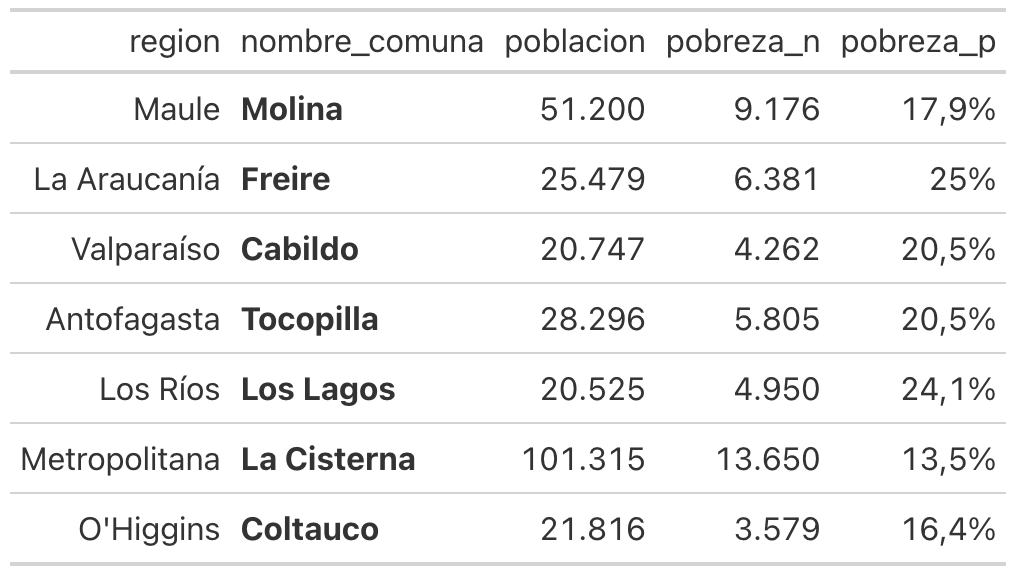 region nombre_comuna poblacion pobreza_n pobreza_p
Maule Molina 51.200 9.176 17,9%
La Araucanía Freire 25.479 6.381 25%
Valparaíso Cabildo 20.747 4.262 20,5%
Antofagasta Tocopilla 28.296 5.805 20,5%
Los Ríos Los Lagos 20.525 4.950 24,1%
Metropolitana La Cisterna 101.315 13.650 13,5%
O'Higgins Coltauco 21.816 3.579 16,4%